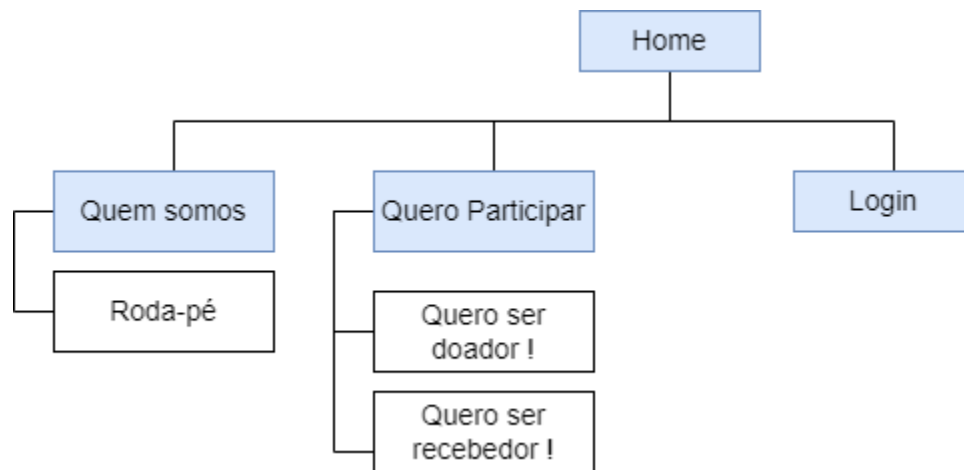 Home
Quem somos
Quero Participar
Login
Roda-pé
Quero ser
doador !
Quero ser
recebedor !